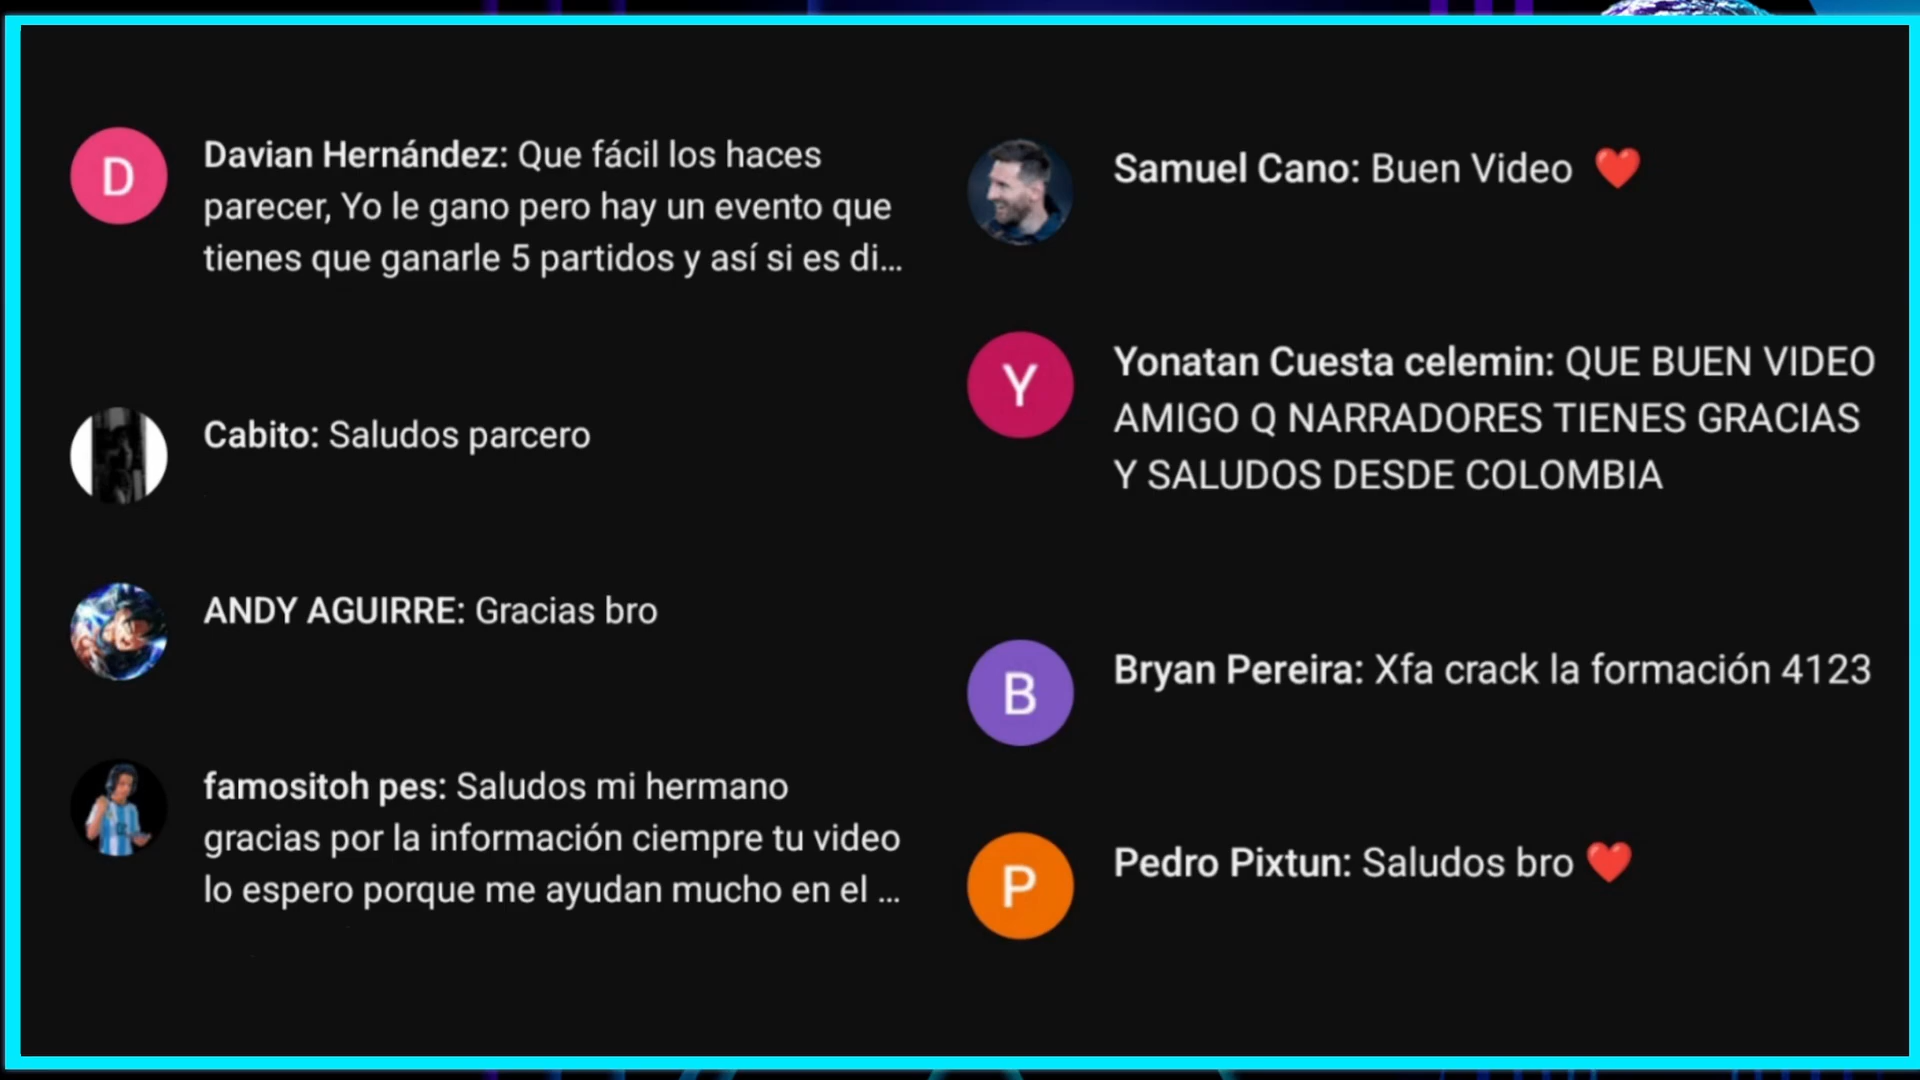 D
Davian Hernández: Que fácil los haces
parecer, Yo le gano pero hay un evento que
tienes que ganarle 5 partidos y así si es di...
Cabito: Saludos parcero
ANDY AGUIRRE: Gracias bro
famositoh pes: Saludos mi hermano
gracias por la información ciempre tu video
lo espero porque me ayudan mucho en el ...
Samuel Cano: Buen Video ❤️
Y
Yonatan Cuesta celemin: QUE BUEN VIDEO
AMIGO Q NARRADORES TIENES GRACIAS
Y SALUDOS DESDE COLOMBIA
B
Bryan Pereira: Xfa crack la formación 4123
P
Pedro Pixtun: Saludos bro ❤️